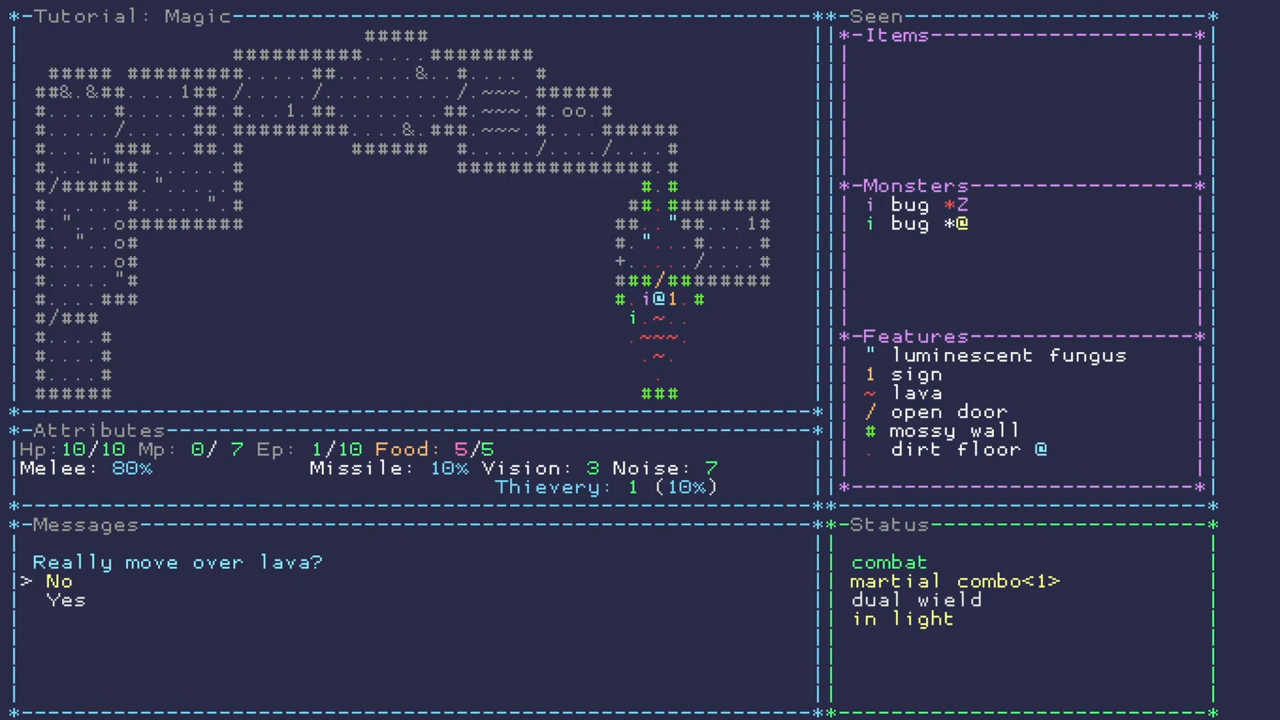 Tutorial: Magic
Seen
Items
Monsters
i bug *Z
i bug *@
Features
" luminescent fungus
1 sign
~ lava
/ open door
# mossy wall
. dirt floor @
Attributes
Hp:10/10 Mp: 0/ 7 Ep: 1/10 Food: 5/5
Melee: 80% Missile: 10% Vision: 3 Noise: 7
Thievery: 1 (10%)
Messages
Really move over lava?
> No
Yes
Status
combat
martial combo<1>
dual wield
in light